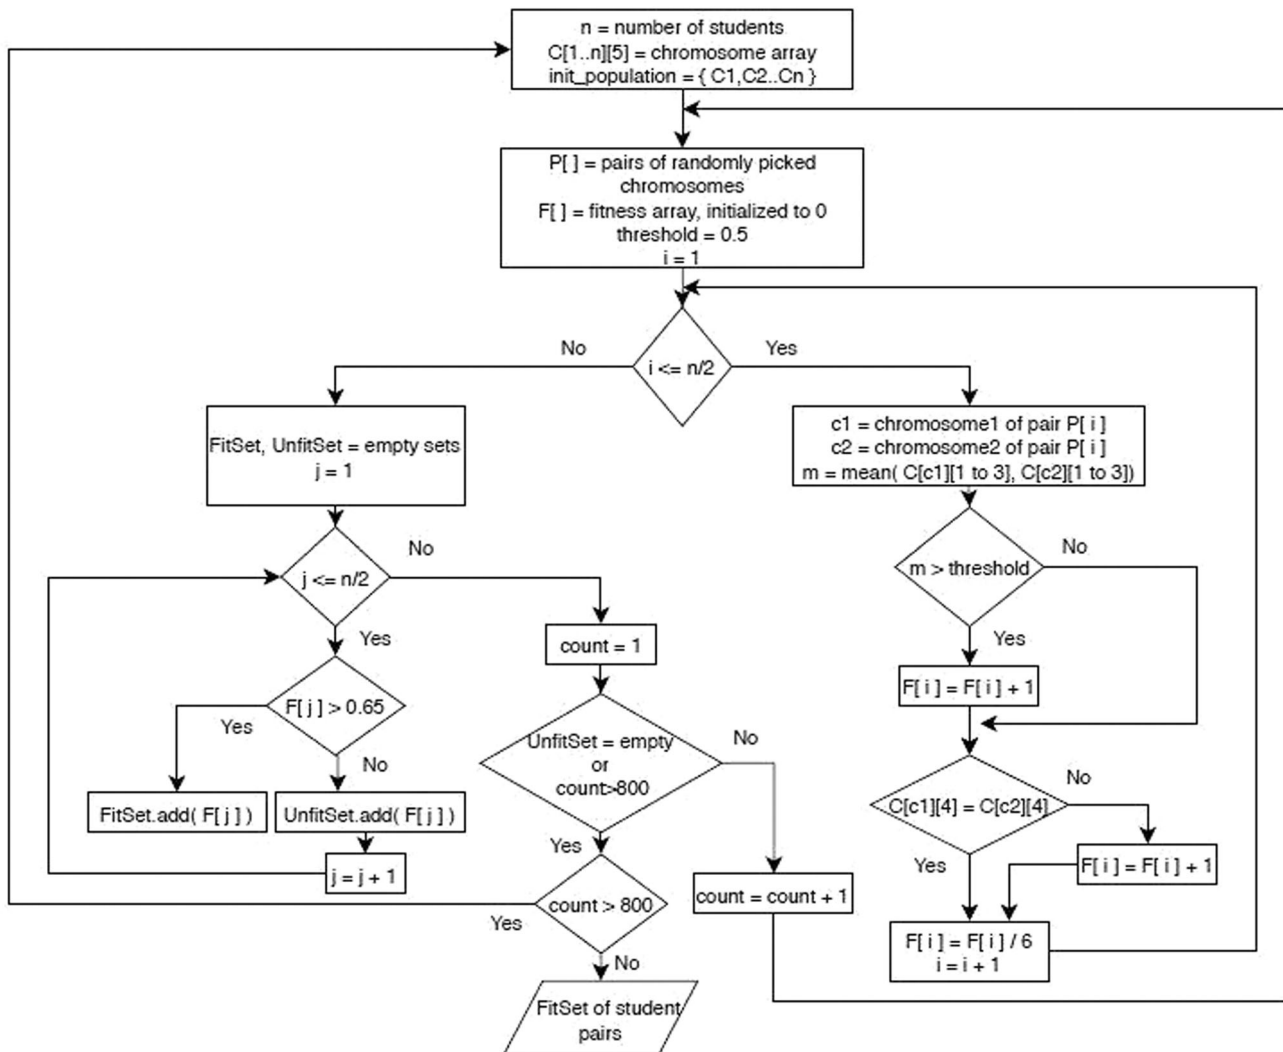 n = number of students
C[1..n][5] = chromosome array
init_population = { C1,C2..Cn }
P[ ] = pairs of randomly picked
chromosomes
F[ ] = fitness array, initialized to 0
threshold = 0.5
i = 1
No
Yes
i <= n/2
FitSet, UnfitSet = empty sets
j = 1
c1 = chromosome1 of pair P[ i ]
c2 = chromosome2 of pair P[ i ]
m = mean( C[c1][1 to 3], C[c2][1 to 3])
No
j <= n/2
Yes
No
m > threshold
Yes
count = 1
F[ i ] = F[ i ] + 1
F[ j ] > 0.65
Yes
No
UnfitSet = empty
or
count>800
No
Yes
FitSet.add( F[ j ] )
UnfitSet.add( F[ j ] )
j = j + 1
C[c1][4] = C[c2][4]
No
Yes
F[ i ] = F[ i ] + 1
count > 800
Yes
No
count = count + 1
F[ i ] = F[ i ] / 6
i = i + 1
FitSet of student
pairs